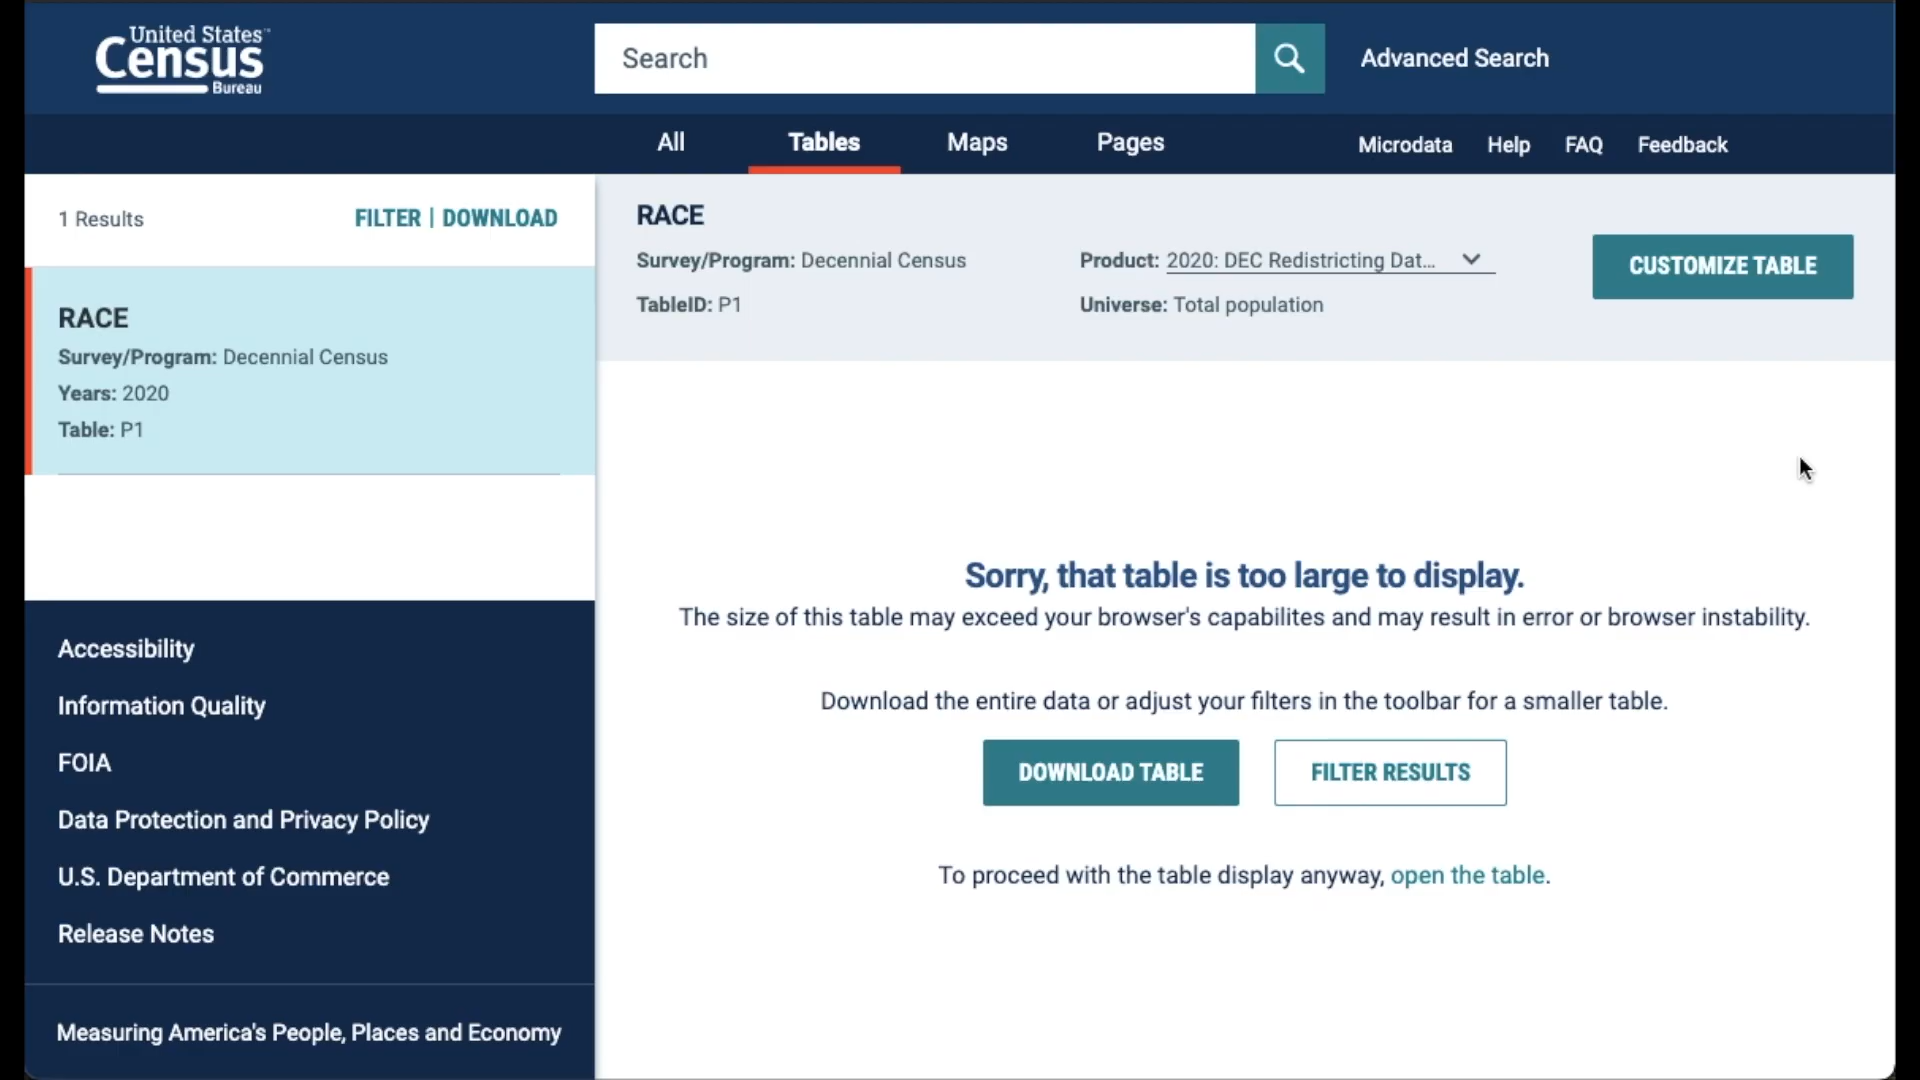 United States™
Census
Bureau
Search
Advanced Search
All
Tables
Maps
Pages
Microdata
Help
FAQ
Feedback
1 Results
FILTER | DOWNLOAD
RACE
Survey/Program: Decennial Census
Years: 2020
Table: P1
RACE
Survey/Program: Decennial Census
TableID: P1
Product: 2020: DEC Redistricting Dat...
Universe: Total population
CUSTOMIZE TABLE
Sorry, that table is too large to display.
The size of this table may exceed your browser's capabilites and may result in error or browser instability.
Download the entire data or adjust your filters in the toolbar for a smaller table.
DOWNLOAD TABLE
FILTER RESULTS
To proceed with the table display anyway, open the table.
Accessibility
Information Quality
FOIA
Data Protection and Privacy Policy
U.S. Department of Commerce
Release Notes
Measuring America's People, Places and Economy